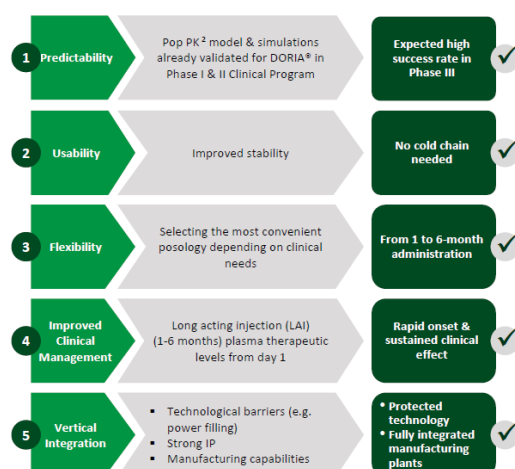 1
Predictability
Pop PK² model & simulations
already validated for DORIA® in
Phase I & II Clinical Program
Expected high
success rate in
Phase III
2
Usability
Improved stability
No cold chain
needed
3
Flexibility
Selecting the most convenient
posology depending on clinical
needs
From 1 to 6-month
administration
4
Improved
Clinical
Management
Long acting injection (LAI)
(1-6 months) plasma therapeutic
levels from day 1
Rapid onset &
sustained clinical
effect
5
Vertical
Integration
▪ Technological barriers (e.g.
power filling)
▪ Strong IP
▪ Manufacturing capabilities
• Protected
technology
• Fully integrated
manufacturing
plants